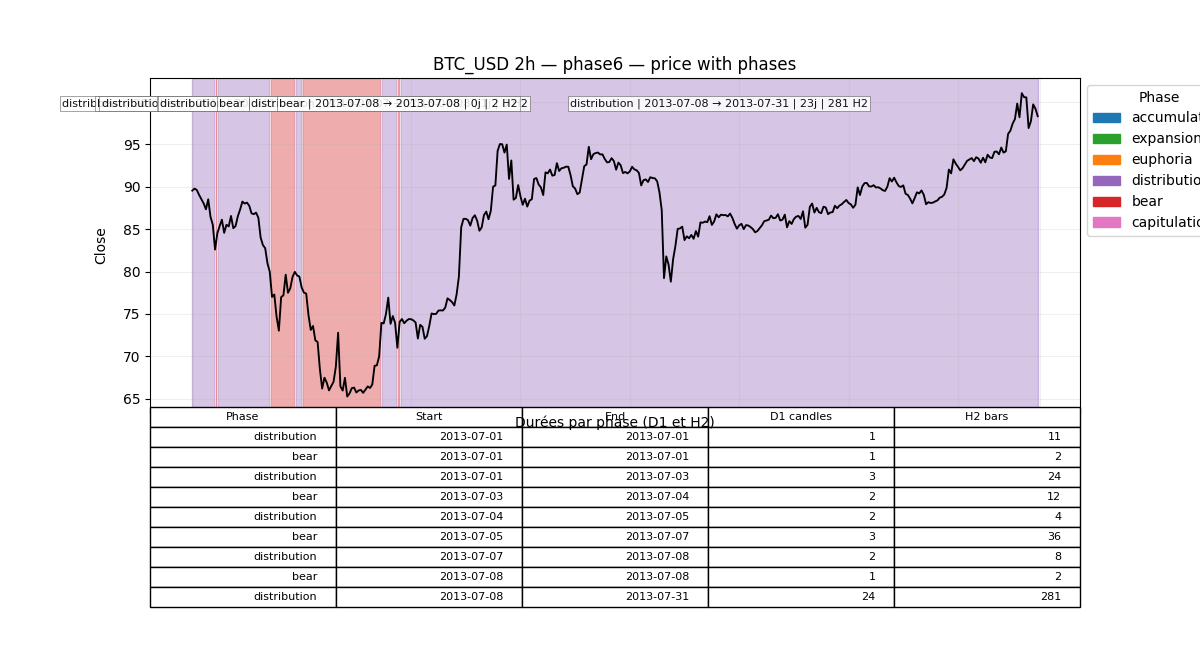 BTC_USD 2h — phase6 — price with phases
distribi
distributio
distributio
bear |
distri
bear | 2013-07-08 → 2013-07-08 | 0j | 2 H2
2
distribution | 2013-07-08 → 2013-07-31 | 23j | 281 H2
Phase
accumulat
expansion
euphoria
distributio
bear
capitulatio
Close
95
90
85
80
75
70
65
Durées par phase (D1 et H2)
Phase Start End D1 candles H2 bars
distribution 2013-07-01 2013-07-01 1 11
bear 2013-07-01 2013-07-01 1 2
distribution 2013-07-01 2013-07-03 3 24
bear 2013-07-03 2013-07-04 2 12
distribution 2013-07-04 2013-07-05 2 4
bear 2013-07-05 2013-07-07 3 36
distribution 2013-07-07 2013-07-08 2 8
bear 2013-07-08 2013-07-08 1 2
distribution 2013-07-08 2013-07-31 24 281